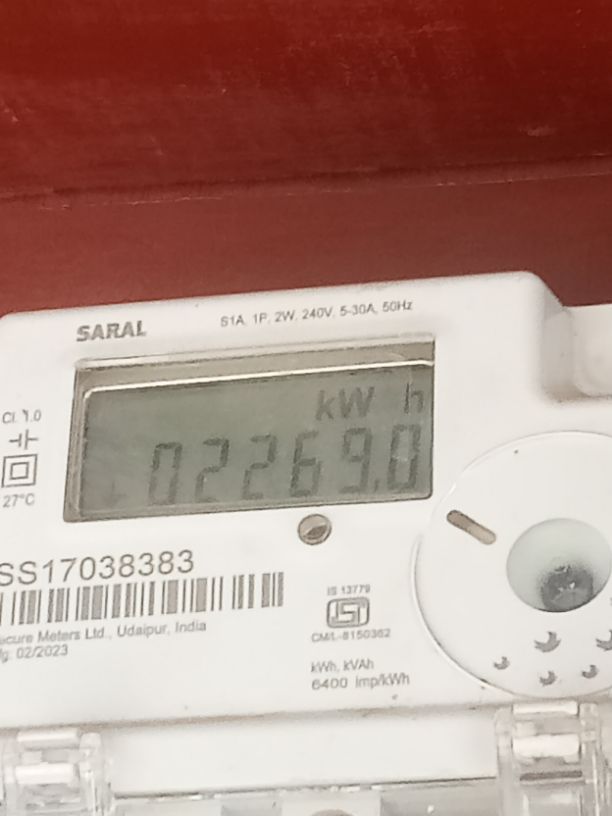 SARAL
S1A, 1P, 2W, 240V, 5-30A, 50Hz
Cl. 1.0
27°C
kW h
02269.0
SS17038383
IS 13779
ISI
CM/L-8150362
Meters Ltd., Udaipur, India
02/2023
kWh, kVAh
6400 imp/kWh